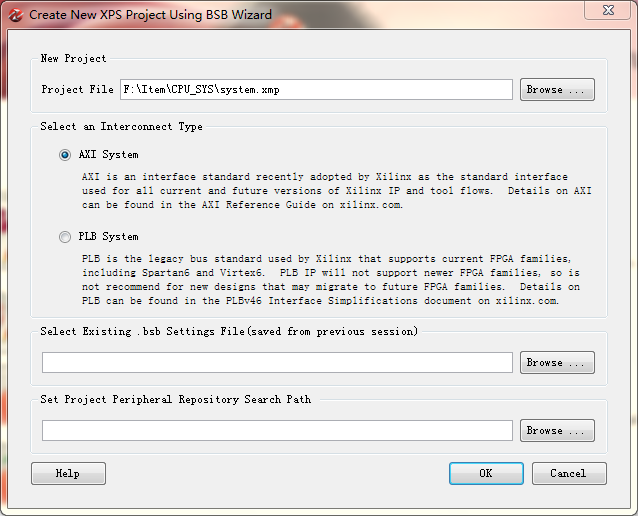 Create New XPS Project Using BSB Wizard
New Project
Project File F:\Item\CPU_SYS\system.xmp Browse ...
Select an Interconnect Type
AXI System
AXI is an interface standard recently adopted by Xilinx as the standard interface
used for all current and future versions of Xilinx IP and tool flows.  Details on AXI
can be found in the AXI Reference Guide on xilinx.com.
PLB System
PLB is the legacy bus standard used by Xilinx that supports current FPGA families,
including Spartan6 and Virtex6.  PLB IP will not support newer FPGA families, so is
not recommend for new designs that may migrate to future FPGA families.  Details on
PLB can be found in the PLBv46 Interface Simplifications document on xilinx.com.
Select Existing .bsb Settings File(saved from previous session)
Browse ...
Set Project Peripheral Repository Search Path
Browse ...
Help OK Cancel